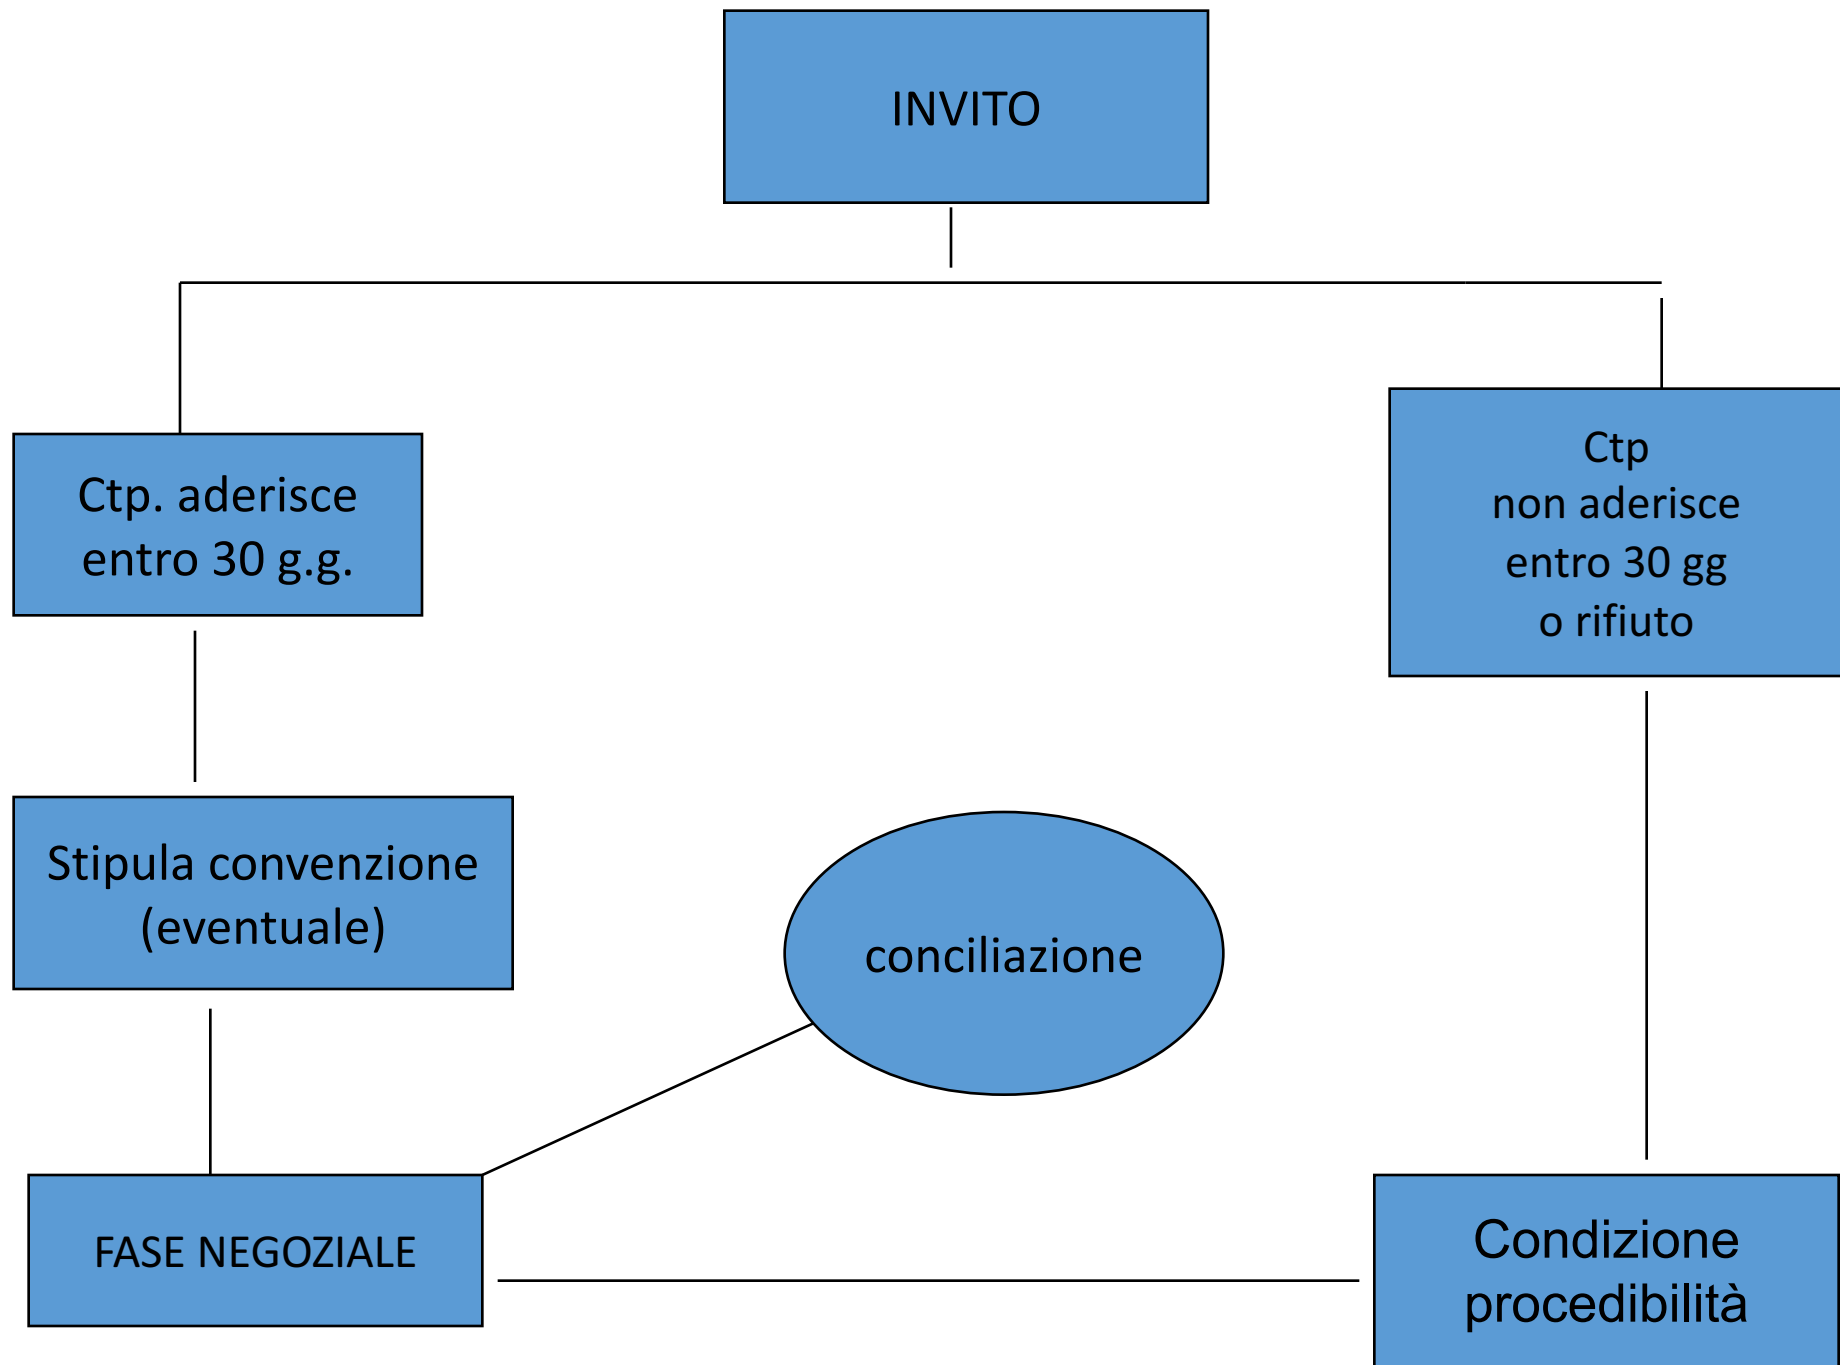 INVITO
Ctp. aderisce
entro 30 g.g.
Ctp
non aderisce
entro 30 gg
o rifiuto
Stipula convenzione
(eventuale)
conciliazione
FASE NEGOZIALE
Condizione
procedibilità